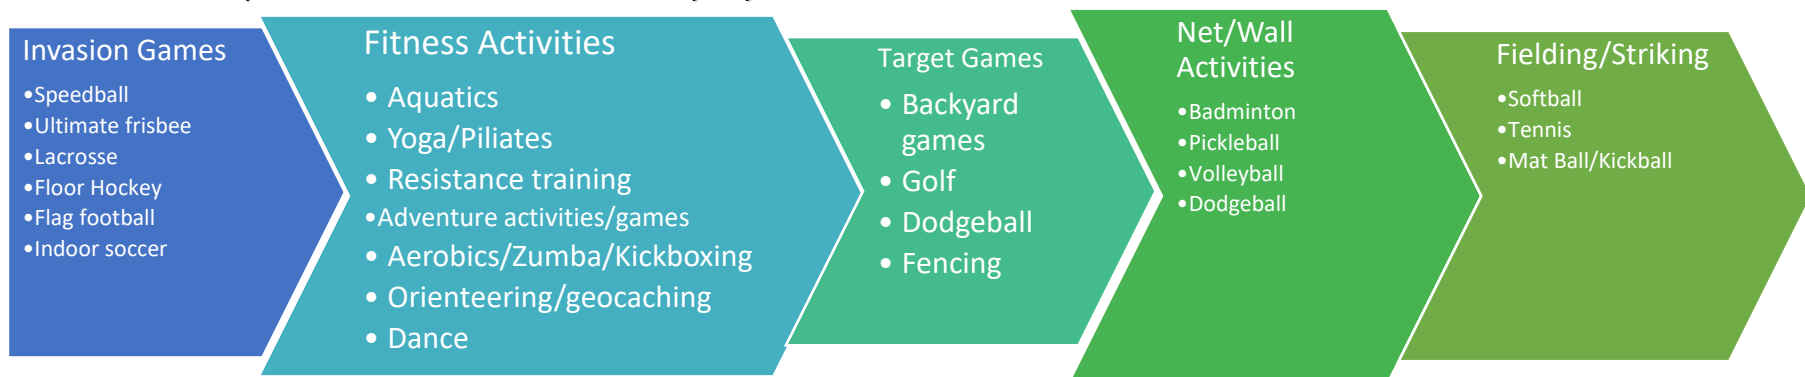 Invasion Games
•Speedball
•Ultimate frisbee
•Lacrosse
•Floor Hockey
•Flag football
•Indoor soccer
Fitness Activities
• Aquatics
• Yoga/Piliates
• Resistance training
•Adventure activities/games
• Aerobics/Zumba/Kickboxing
• Orienteering/geocaching
• Dance
Target Games
• Backyard
games
• Golf
• Dodgeball
• Fencing
Net/Wall
Activities
•Badminton
•Pickleball
•Volleyball
•Dodgeball
Fielding/Striking
•Softball
•Tennis
•Mat Ball/Kickball